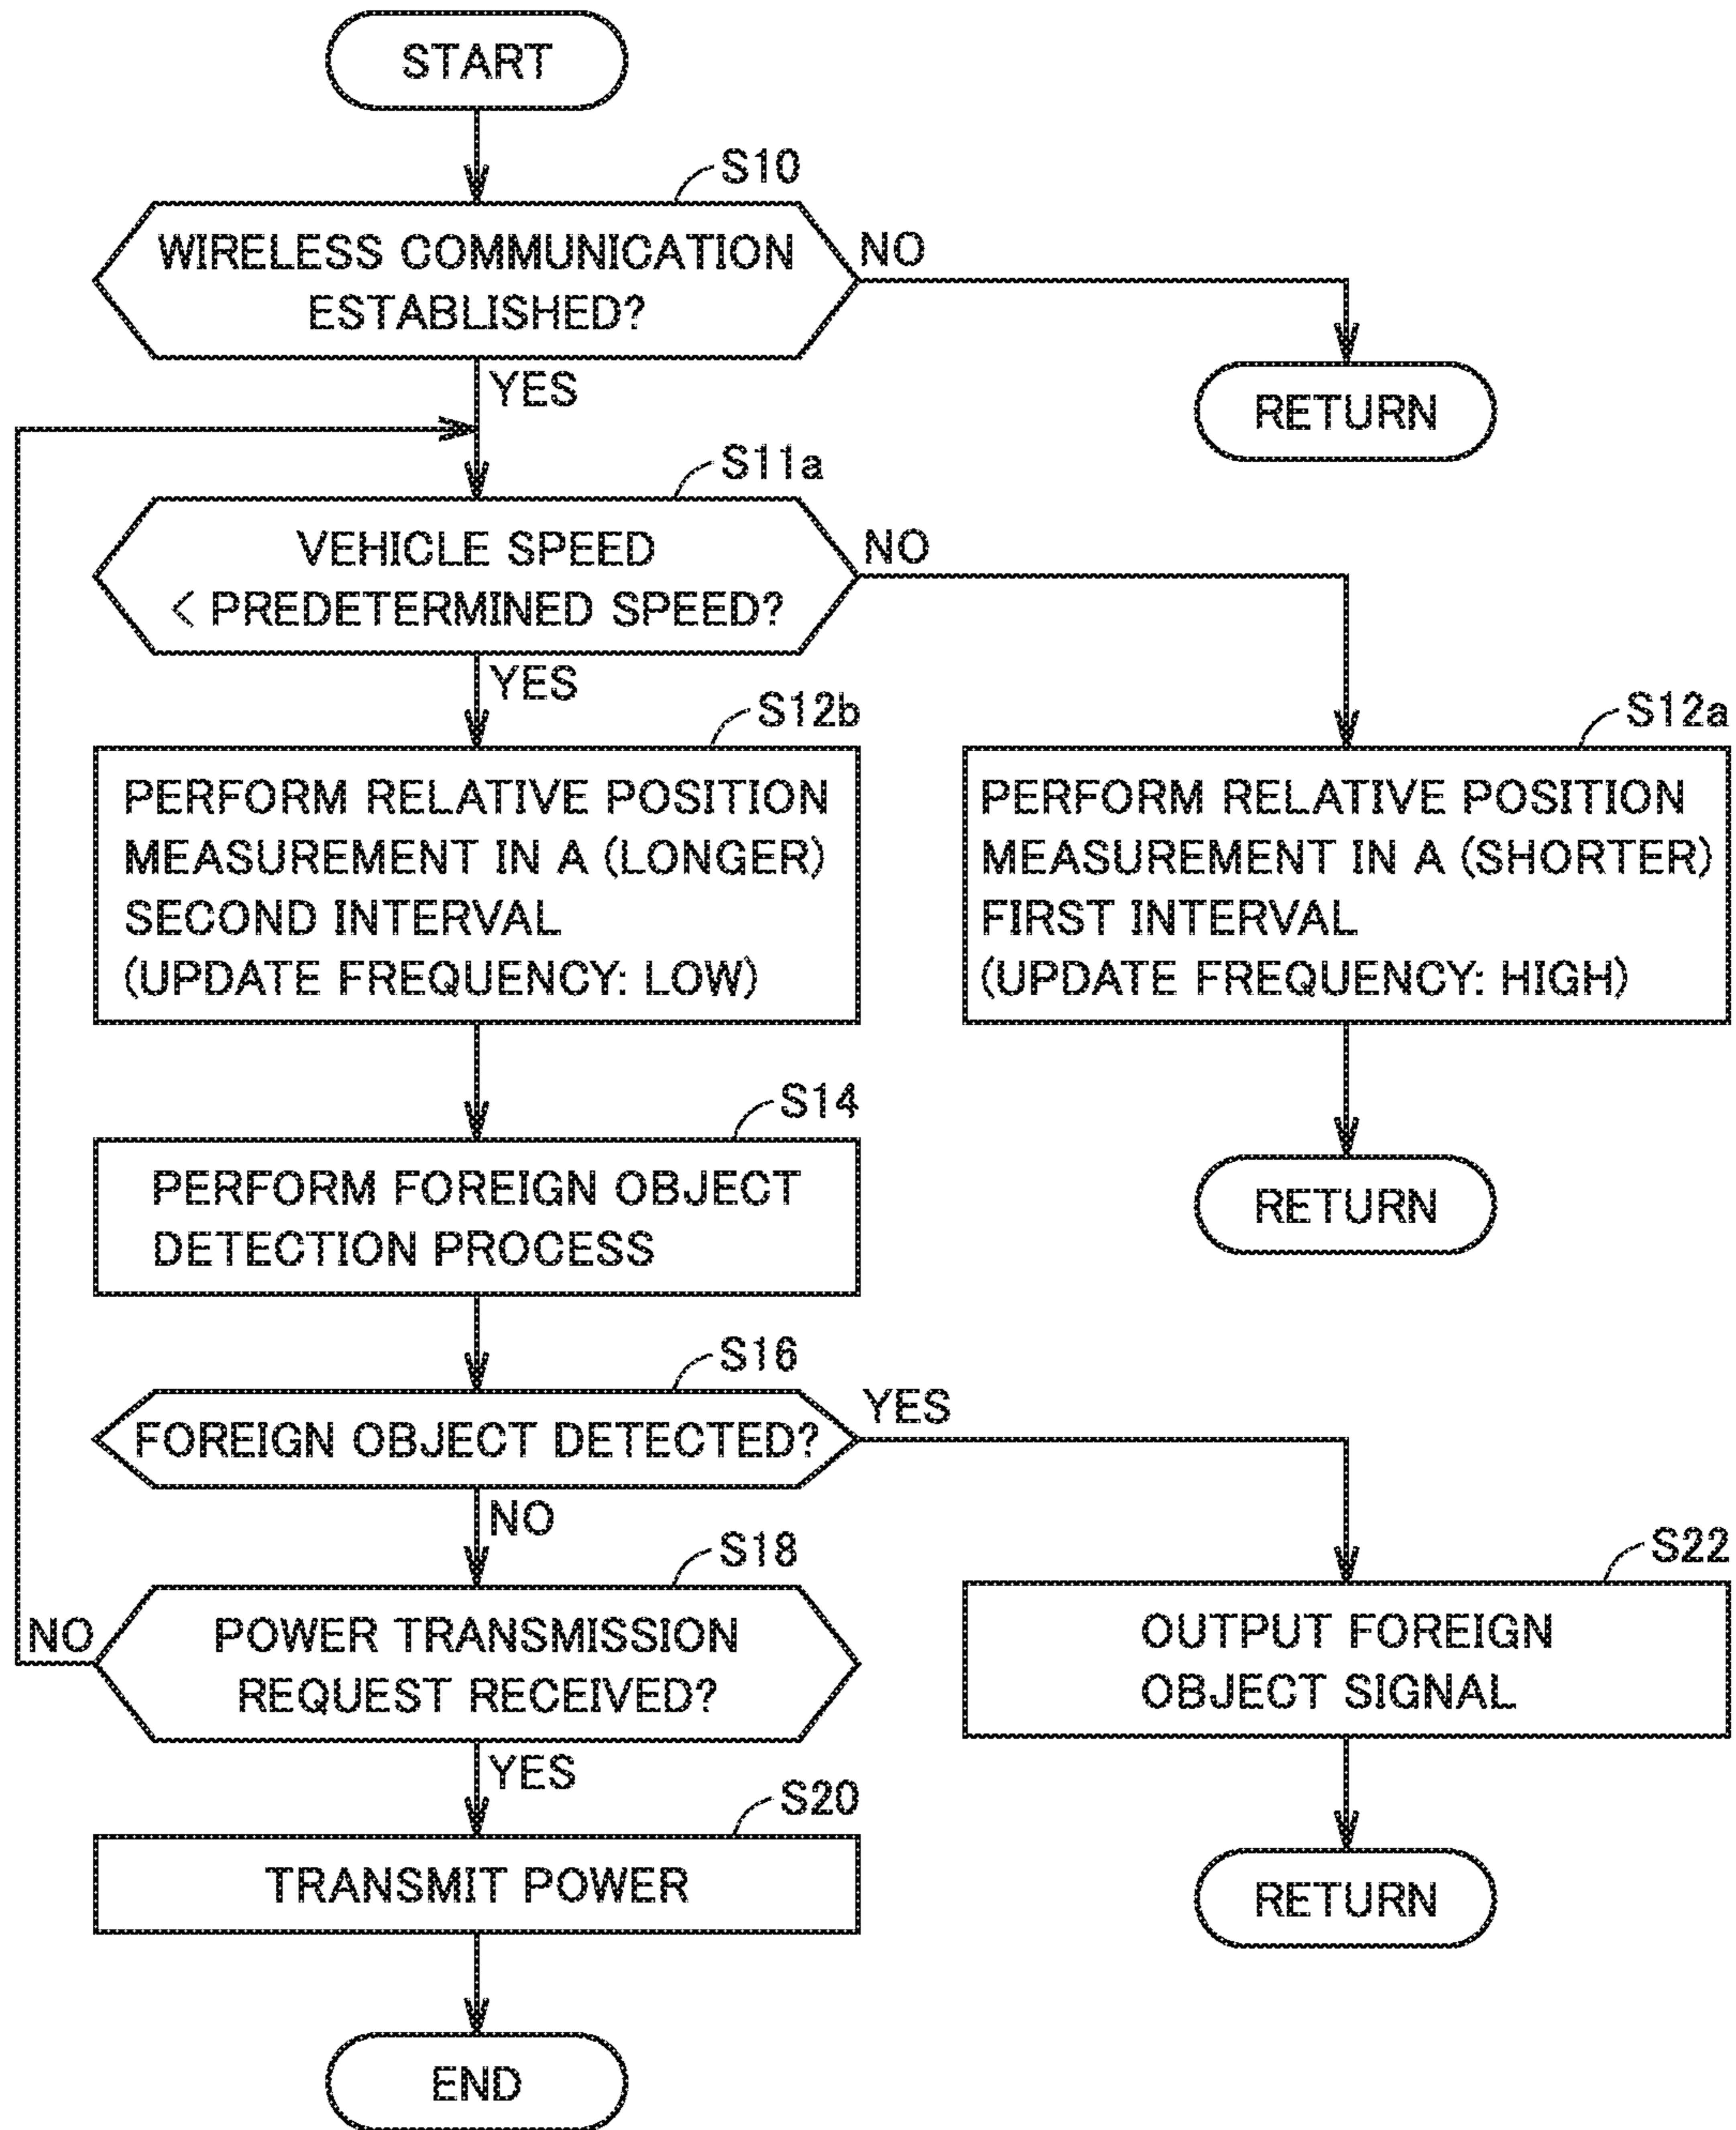 START
S10
WIRELESS COMMUNICATION
ESTABLISHED?
NO
YES
RETURN
S11a
VEHICLE SPEED
< PREDETERMINED SPEED?
NO
YES
S12b
PERFORM RELATIVE POSITION
MEASUREMENT IN A (LONGER)
SECOND INTERVAL
(UPDATE FREQUENCY: LOW)
S12a
PERFORM RELATIVE POSITION
MEASUREMENT IN A (SHORTER)
FIRST INTERVAL
(UPDATE FREQUENCY: HIGH)
RETURN
S14
PERFORM FOREIGN OBJECT
DETECTION PROCESS
S16
FOREIGN OBJECT DETECTED?
YES
NO
S22
OUTPUT FOREIGN
OBJECT SIGNAL
RETURN
S18
POWER TRANSMISSION
REQUEST RECEIVED?
NO
YES
S20
TRANSMIT POWER
END